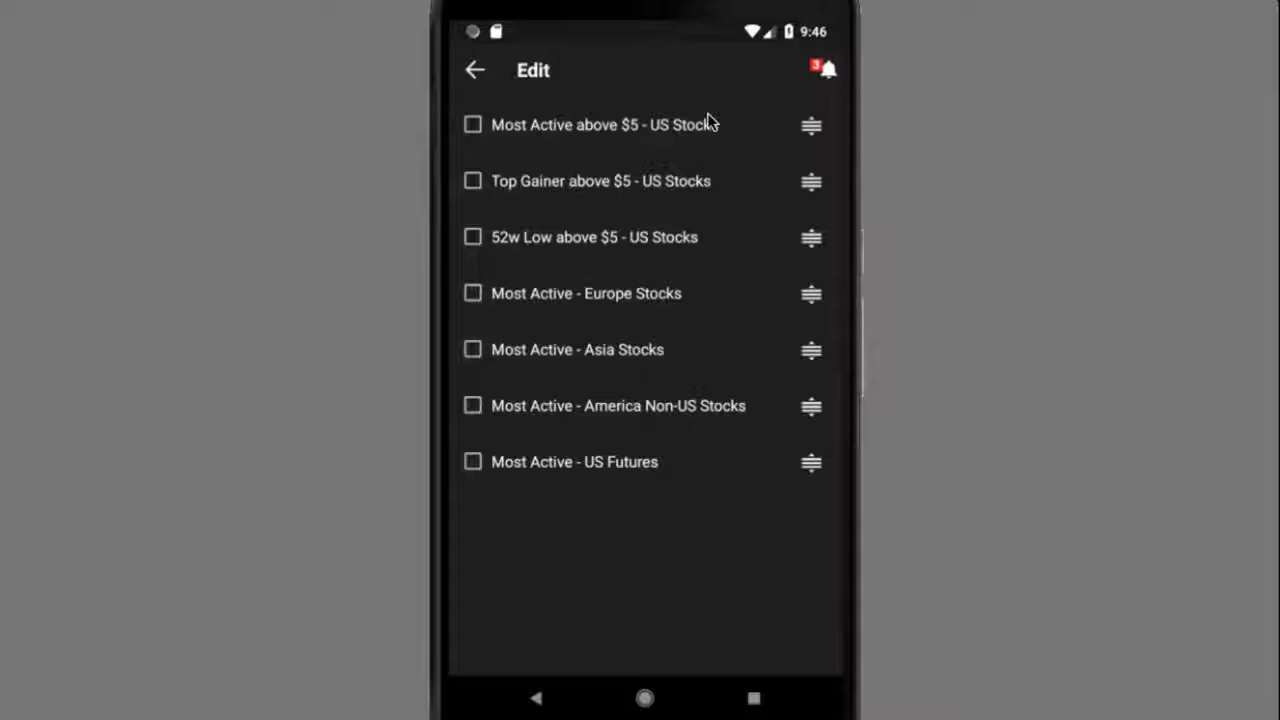 9:46
Edit
3
Most Active above $5 - US Stocks
Top Gainer above $5 - US Stocks
52w Low above $5 - US Stocks
Most Active - Europe Stocks
Most Active - Asia Stocks
Most Active - America Non-US Stocks
Most Active - US Futures